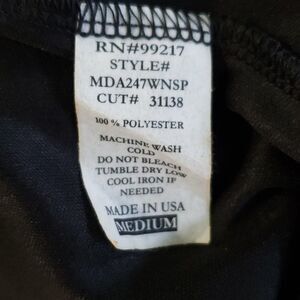 RN#99217
STYLE#
MDA247WNSP
CUT# 31138
100 % POLYESTER
MACHINE WASH
COLD
DO NOT BLEACH
TUMBLE DRY LOW
COOL IRON IF
NEEDED
MADE IN USA
MEDIUM